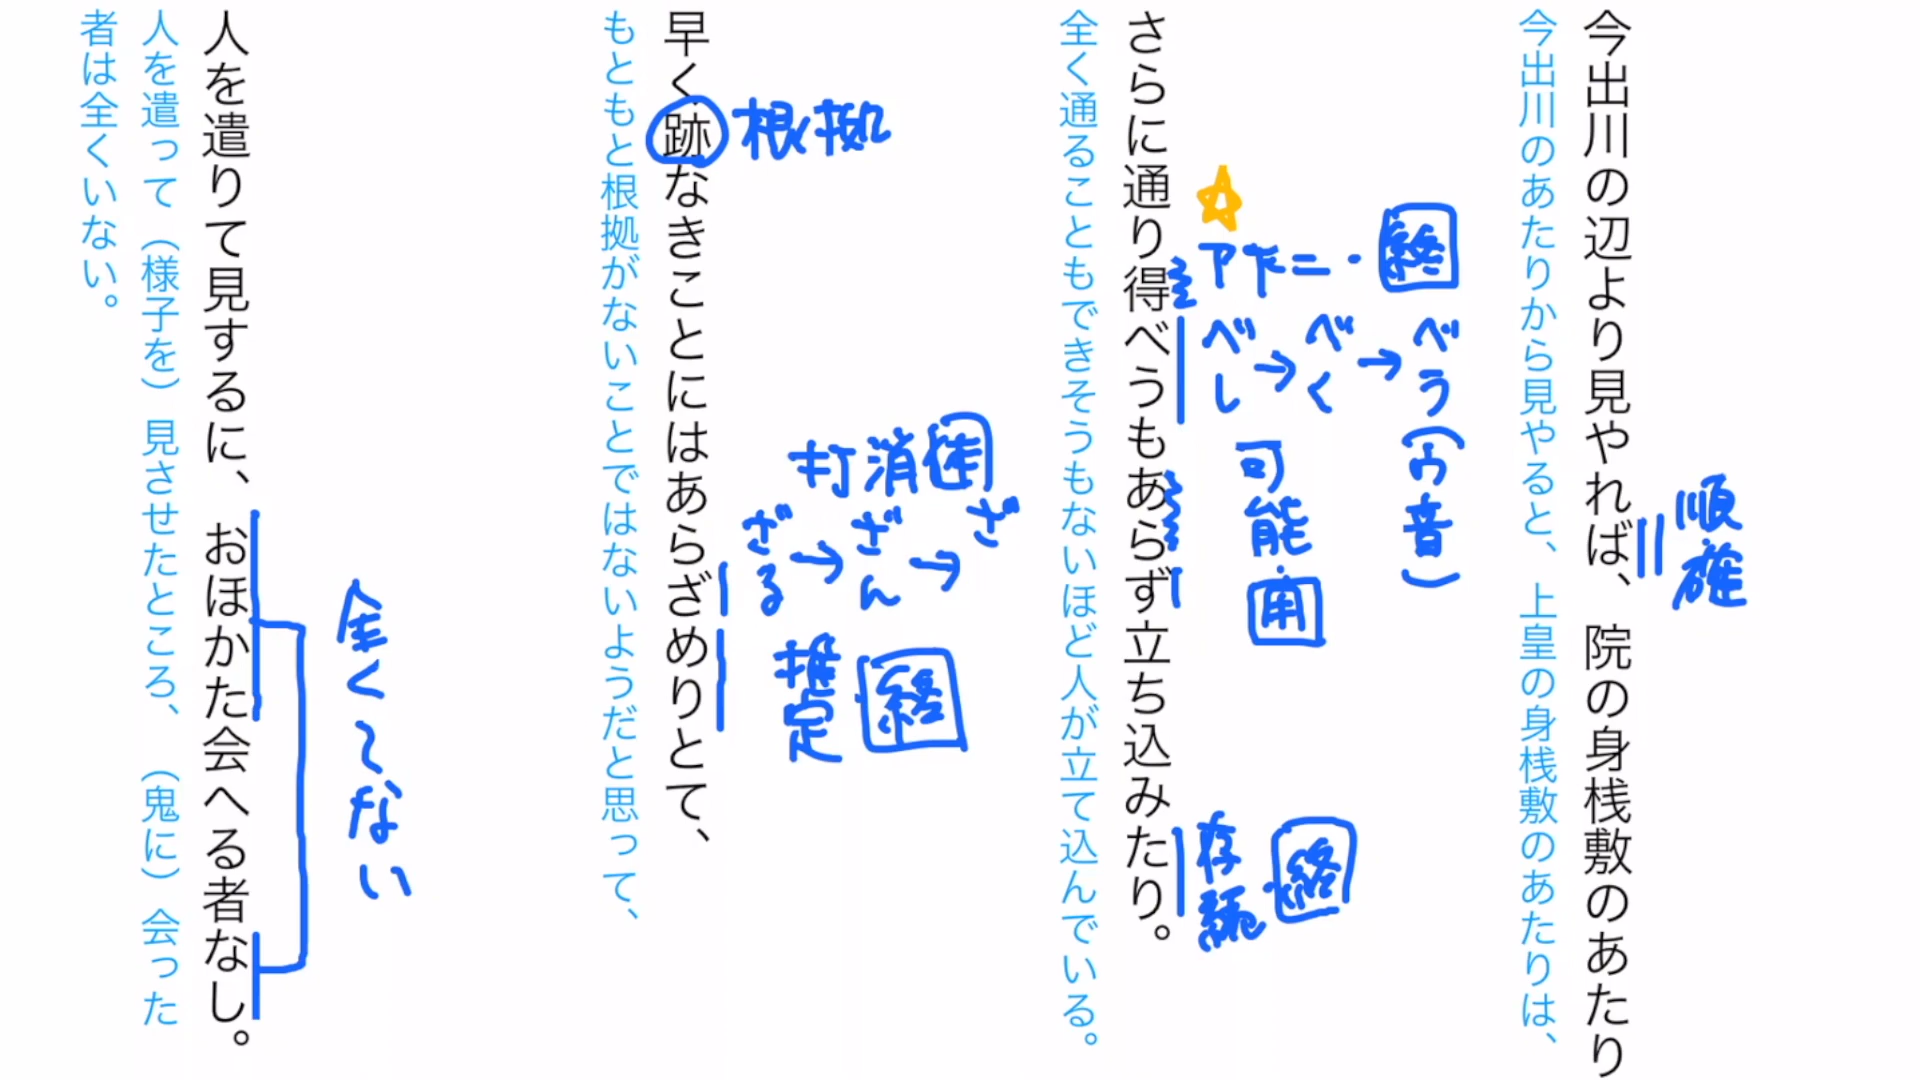 今出川の辺より見やれば、院の身桟敷のあたり
順・確
今出川のあたりから見やると、上皇の身桟敷のあたりは、
さらに通り得べうもあらず立ち込みたり。
ア下二・終
べし→べく→べう(ウ音)
可能・用
存続・終
全く通ることもできそうもないほど人が立て込んでいる。
早く跡なきことにはあらざめりとて、
根拠
打消体
ざる→ざん→ざ
推定・終
もともと根拠がないことではないようだと思って、
人を遣りて見するに、おほかた会へる者なし。
全く〜ない
人を遣って(様子を)見させたところ、(鬼に)会った
者は全くいない。